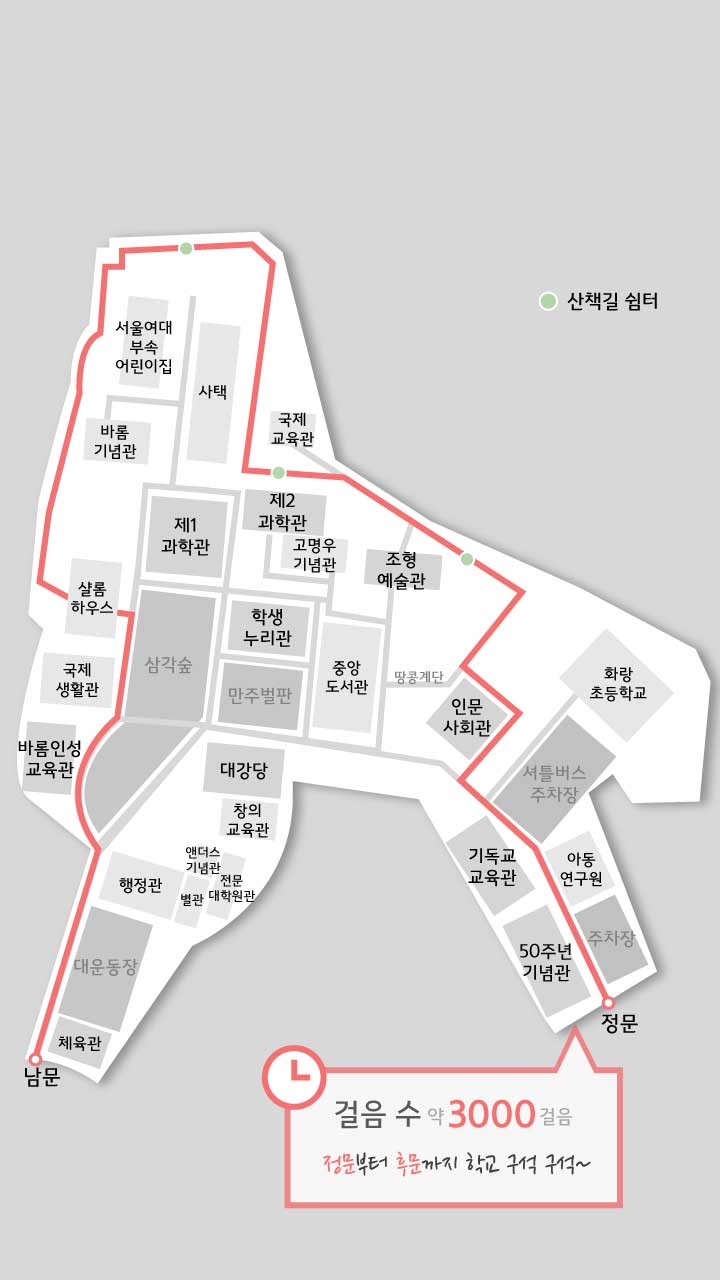 산책길 쉼터
서울여대
부속
어린이집
사택
국제
교육관
바롬
기념관
제1
과학관
제2
과학관
고명우
기념관
조형
예술관
샬롬
하우스
학생
누리관
삼각숲
중앙
도서관
땅콩계단
화랑
초등학교
국제
생활관
만주벌판
인문
사회관
바롬인성
교육관
대강당
셔틀버스
주차장
창의
교육관
앤더스
기념관
전문
대학원관
별관
행정관
기독교
교육관
아동
연구원
대운동장
50주년
기념관
주차장
체육관
남문
정문
걸음 수 약 3000 걸음
정문부터 후문까지 학교 구석 구석~